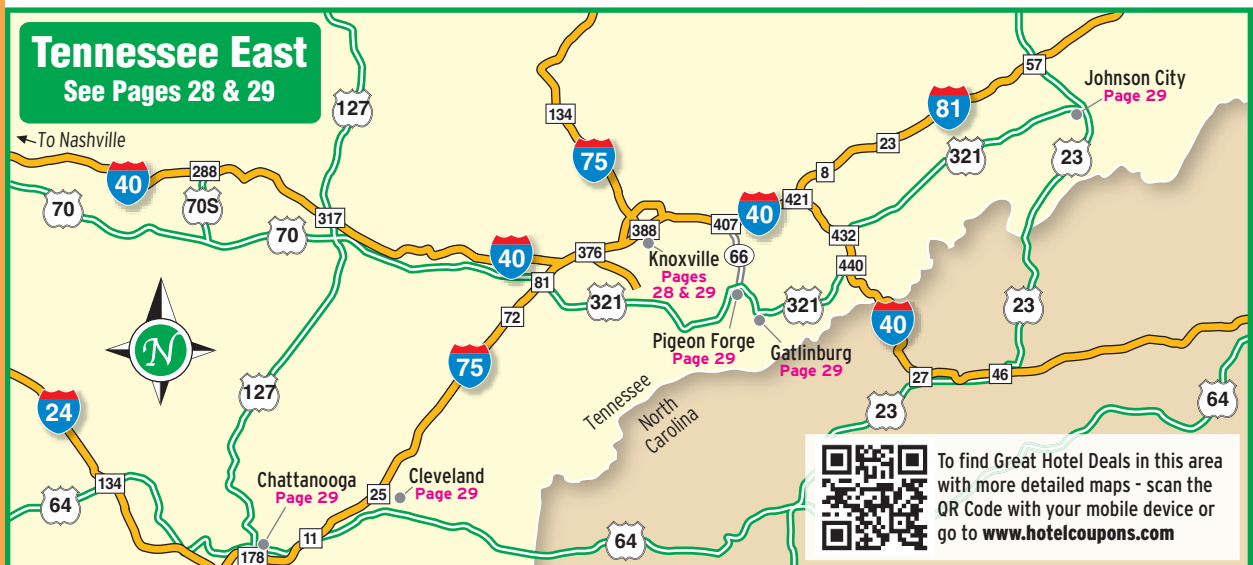 Tennessee East
See Pages 28 & 29
To Nashville
127
134
75
57
Johnson City
Page 29
81
23
321
23
8
40
288
70
70S
317
70
40
376
388
Knoxville
Pages
28 & 29
407
40
66
421
432
440
81
321
321
72
Pigeon Forge
Page 29
Gatlinburg
Page 29
40
23
N
75
127
24
Tennessee
North
Carolina
27
46
23
64
134
64
Chattanooga
Page 29
Cleveland
Page 29
25
11
178
64
To find Great Hotel Deals in this area
with more detailed maps - scan the
QR Code with your mobile device or
go to www.hotelcoupons.com